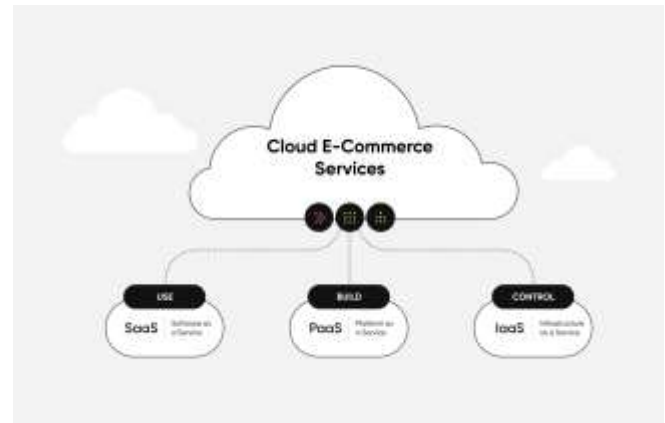 Cloud E-Commerce
Services
USE
SaaS
Software as
a Service
BUILD
PaaS
Platform as
a Service
CONTROL
IaaS
Infrastructure
as a Service